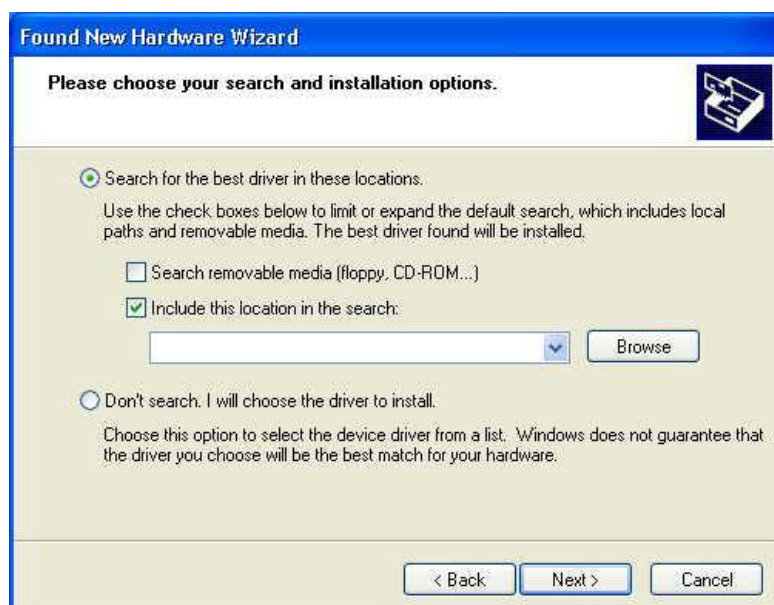 Found New Hardware Wizard
Please choose your search and installation options.
Search for the best driver in these locations.
Use the check boxes below to limit or expand the default search, which includes local
paths and removable media. The best driver found will be installed.
Search removable media (floppy, CD-ROM...)
Include this location in the search:
Browse
Don't search. I will choose the driver to install.
Choose this option to select the device driver from a list. Windows does not guarantee that
the driver you choose will be the best match for your hardware.
< Back Next > Cancel